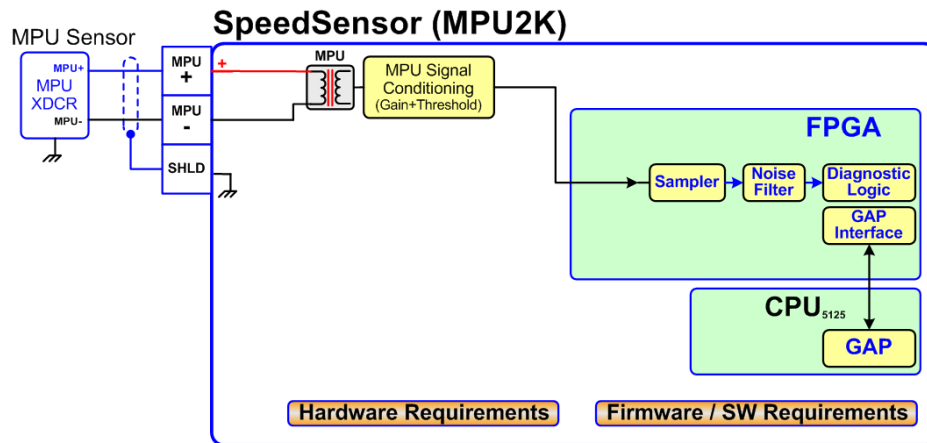 SpeedSensor (MPU2K)
MPU Sensor
MPU+
MPU
XDCR
MPU-
MPU
+
MPU
-
SHLD
+
MPU
MPU Signal
Conditioning
(Gain+Threshold)
FPGA
Sampler
Noise
Filter
Diagnostic
Logic
GAP
Interface
CPU5125
GAP
Hardware Requirements
Firmware / SW Requirements